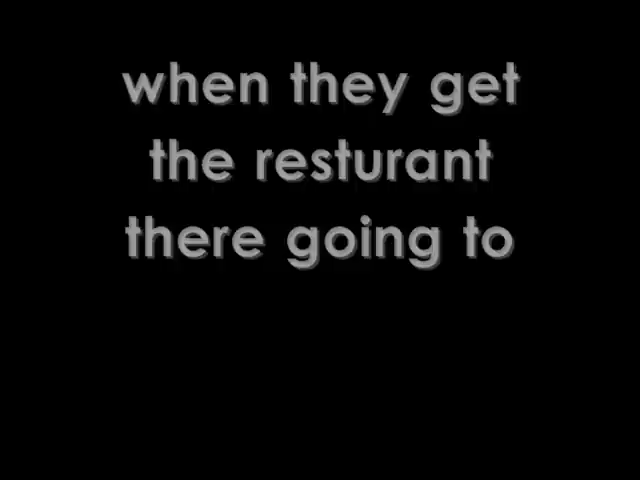 when they get
the resturant
there going to